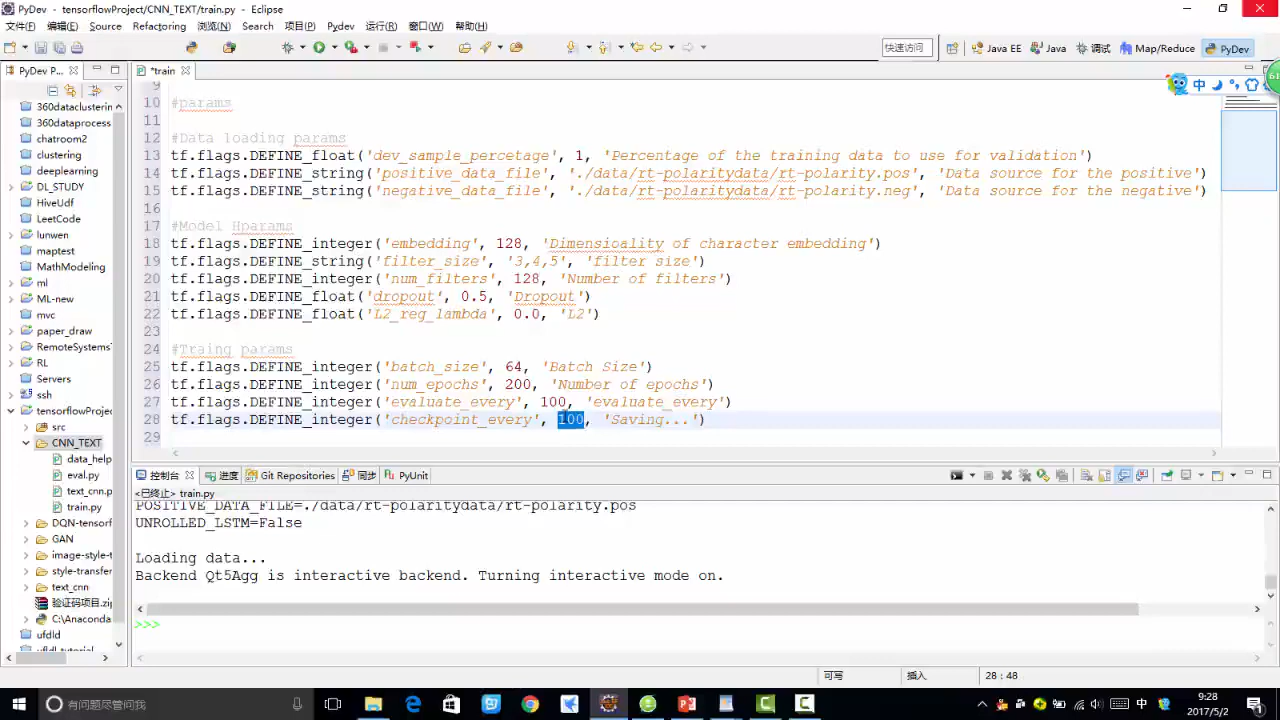 PyDev - tensorflowProject/CNN_TEXT/train.py - Eclipse
文件(F) 编辑(E) Source Refactoring 浏览(N) Search 项目(P) Pydev 运行(R) 窗口(W) 帮助(H)
快速访问 Java EE Java 调试 Map/Reduce PyDev
PyDev P... *train
中
61
360dataclusterin
360dataprocess
chatroom2
clustering
deeplearning
DL_STUDY
HiveUdf
LeetCode
lunwen
maptest
MathModeling
ml
ML-new
mvc
paper_draw
RemoteSystems
RL
Servers
ssh
tensorflowProje
src
CNN_TEXT
data_help
eval.py
text_cnn.p
train.py
DQN-tensorf
GAN
image-style-t
style-transfer
text_cnn
验证码项目.zip
C:\Anaconda
ufldl
ufldl_tutorial
9
10 #params
11
12 #Data loading params
13 tf.flags.DEFINE_float('dev_sample_percetage', 1, 'Percentage of the training data to use for validation')
14 tf.flags.DEFINE_string('positive_data_file', './data/rt-polaritydata/rt-polarity.pos', 'Data source for the positive')
15 tf.flags.DEFINE_string('negative_data_file', './data/rt-polaritydata/rt-polarity.neg', 'Data source for the negative')
16
17 #Model Hparams
18 tf.flags.DEFINE_integer('embedding', 128, 'Dimensioality of character embedding')
19 tf.flags.DEFINE_string('filter_size', '3,4,5', 'filter size')
20 tf.flags.DEFINE_integer('num_filters', 128, 'Number of filters')
21 tf.flags.DEFINE_float('dropout', 0.5, 'Dropout')
22 tf.flags.DEFINE_float('L2_reg_lambda', 0.0, 'L2')
23
24 #Traing params
25 tf.flags.DEFINE_integer('batch_size', 64, 'Batch Size')
26 tf.flags.DEFINE_integer('num_epochs', 200, 'Number of epochs')
27 tf.flags.DEFINE_integer('evaluate_every', 100, 'evaluate_every')
28 tf.flags.DEFINE_integer('checkpoint_every', 100, 'Saving...')
29
控制台 进度 Git Repositories 同步 PyUnit
<已终止> train.py
POSITIVE_DATA_FILE=./data/rt-polaritydata/rt-polarity.pos
UNROLLED_LSTM=False
Loading data...
Backend Qt5Agg is interactive backend. Turning interactive mode on.
>>>
可写 插入 28 : 48
有问题尽管问我
9:28
2017/5/2